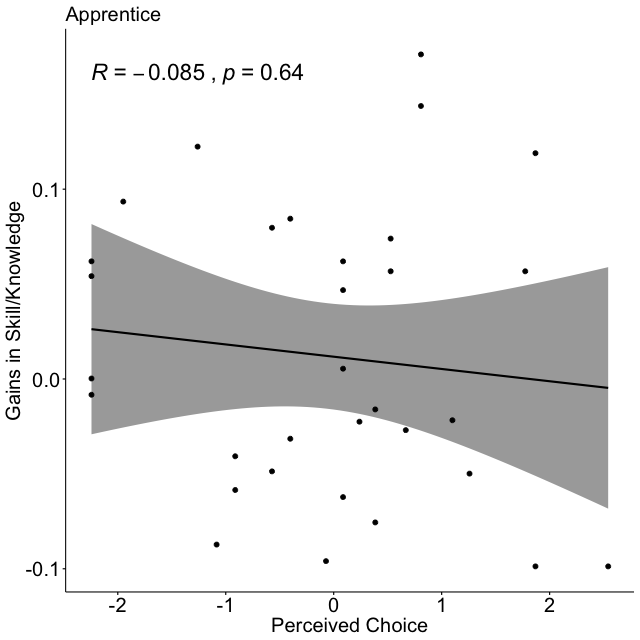 Apprentice
R = −0.085 , p = 0.64
Gains in Skill/Knowledge
0.1
0.0
-0.1
-2 -1 0 1 2
Perceived Choice